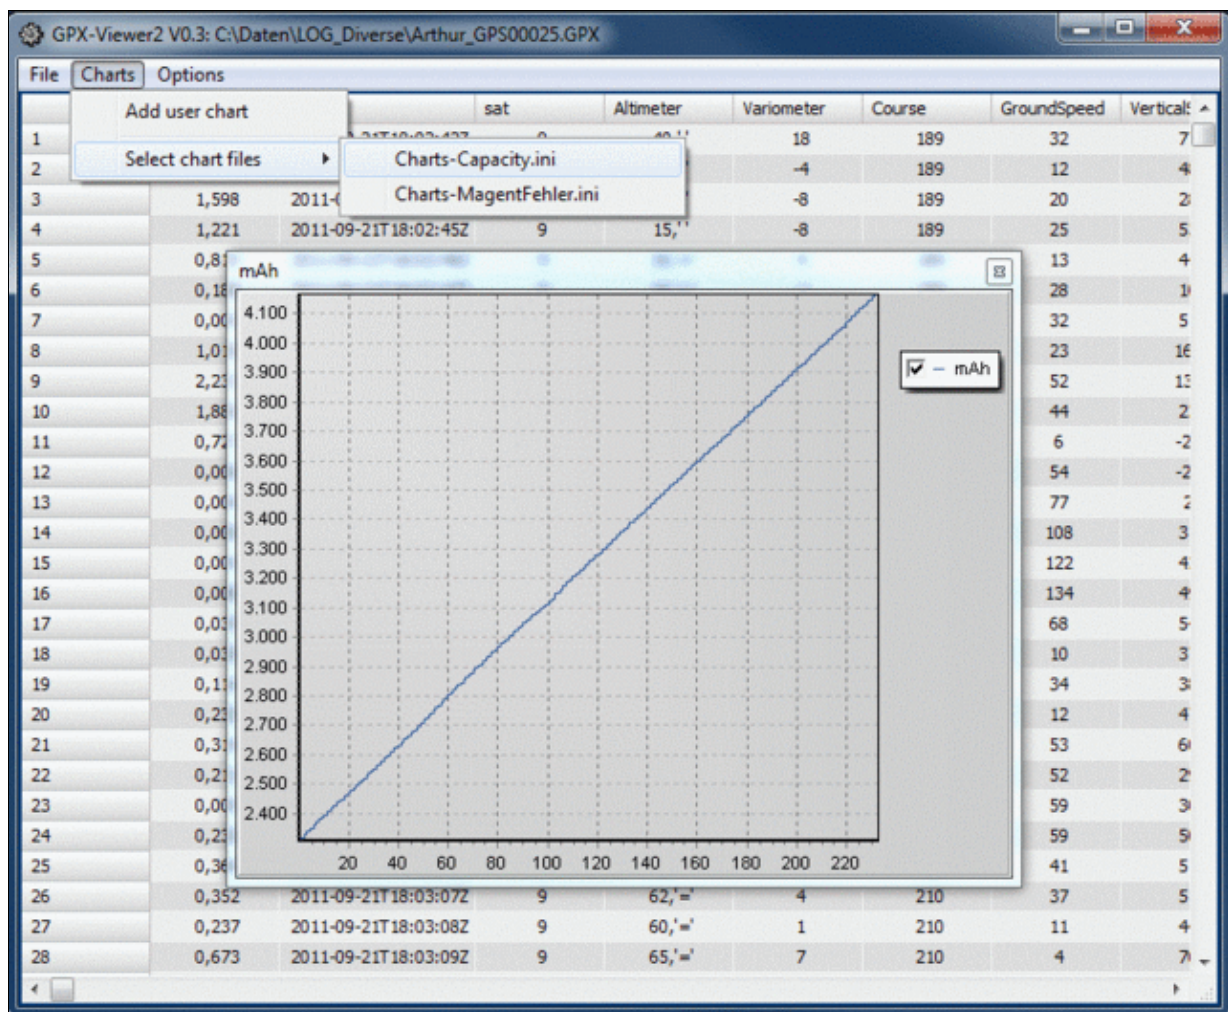 GPX-Viewer2 V0.3: C:\Daten\LOG_Diverse\Arthur_GPS00025.GPX
File Charts Options
Add user chart
Select chart files
Charts-Capacity.ini
Charts-MagentFehler.ini
sat Altimeter Variometer Course GroundSpeed
1 18 189 32
2 -4 189 12
3 1,598 -8 189 20
4 1,221 2011-09-21T18:02:45Z 9 15,' ' -8 189 25
5 13
6 28
7 32
8 23
9 52
10 44
11 6
12 54
13 77
14 108
15 122
16 134
17 68
18 10
19 34
20 12
21 53
22 52
23 59
24 59
25 41
26 0,352 2011-09-21T18:03:07Z 9 62,'=' 4 210 37
27 0,237 2011-09-21T18:03:08Z 9 60,'=' 1 210 11
28 0,673 2011-09-21T18:03:09Z 9 65,'=' 7 210 4
mAh
4.100
4.000
3.900
3.800
3.700
3.600
3.500
3.400
3.300
3.200
3.100
3.000
2.900
2.800
2.700
2.600
2.500
2.400
20 40 60 80 100 120 140 160 180 200 220
mAh